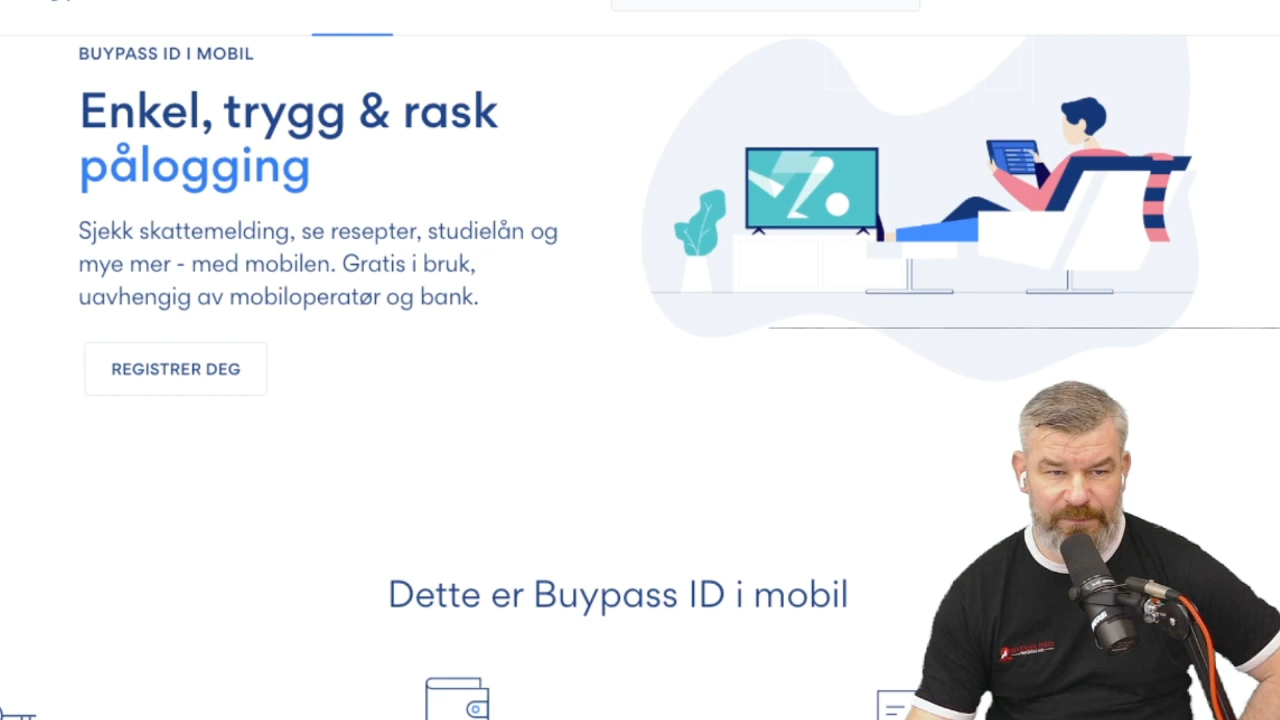 BUYPASS ID I MOBIL
Enkel, trygg & rask
pålogging
Sjekk skattemelding, se resepter, studielån og
mye mer - med mobilen. Gratis i bruk,
uavhengig av mobiloperatør og bank.
REGISTRER DEG
Dette er Buypass ID i mobil